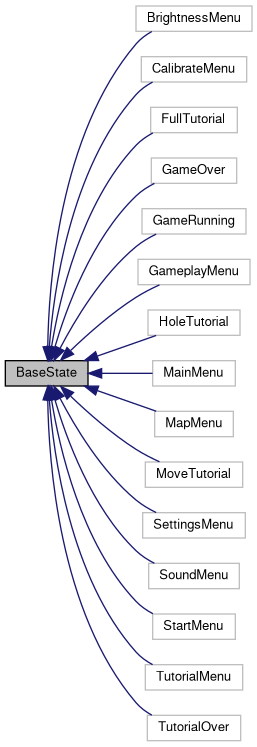 BrightnessMenu
CalibrateMenu
FullTutorial
GameOver
GameRunning
GameplayMenu
HoleTutorial
BaseState
MainMenu
MapMenu
MoveTutorial
SettingsMenu
SoundMenu
StartMenu
TutorialMenu
TutorialOver